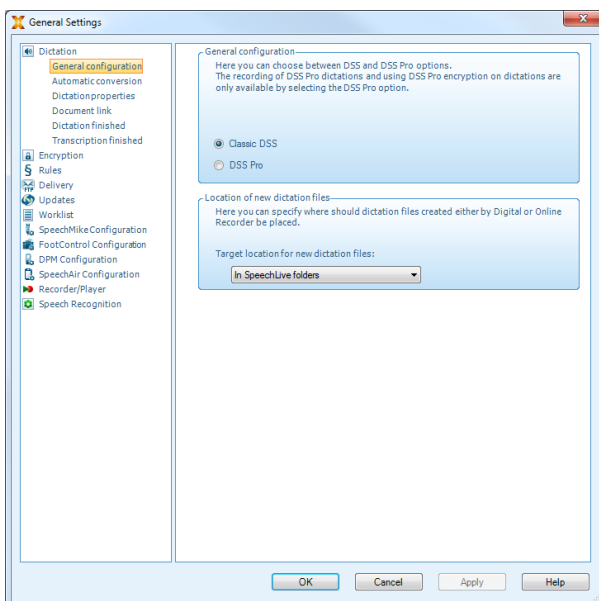 General Settings
Dictation
General configuration
Automatic conversion
Dictation properties
Document link
Dictation finished
Transcription finished
Encryption
Rules
Delivery
Updates
Worklist
SpeechMike Configuration
FootControl Configuration
DPM Configuration
SpeechAir Configuration
Recorder/Player
Speech Recognition
General configuration
Here you can choose between DSS and DSS Pro options.
The recording of DSS Pro dictations and using DSS Pro encryption on dictations are
only available by selecting the DSS Pro option.
Classic DSS
DSS Pro
Location of new dictation files
Here you can specify where should dictation files created either by Digital or Online
Recorder be placed.
Target location for new dictation files:
In SpeechLive folders
OK
Cancel
Apply
Help